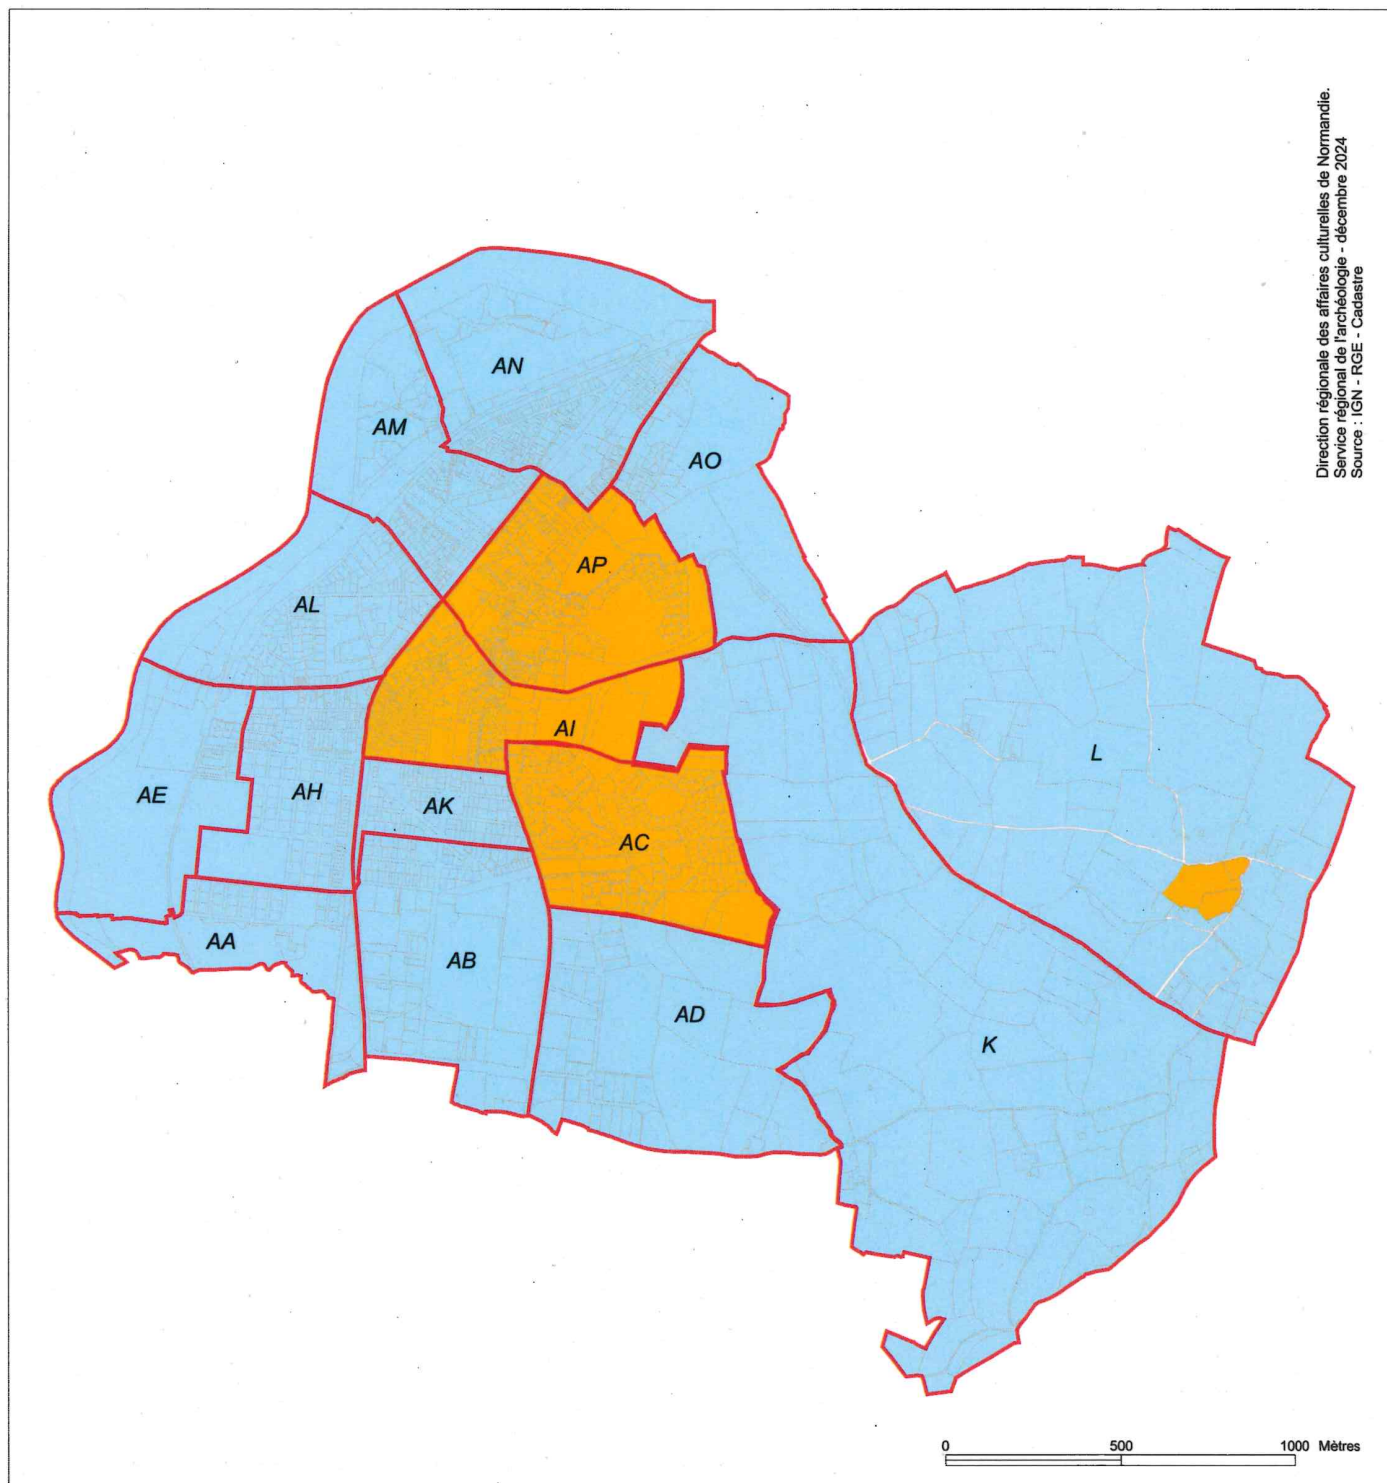 Direction régionale des affaires culturelles de Normandie.
Service régional de l'archéologie - décembre 2024
Source : IGN - RGE - Cadastre
AN
AM
AO
AP
AL
AI
L
AE
AH
AK
AC
AA
AB
AD
K
0 500 1000 Mètres